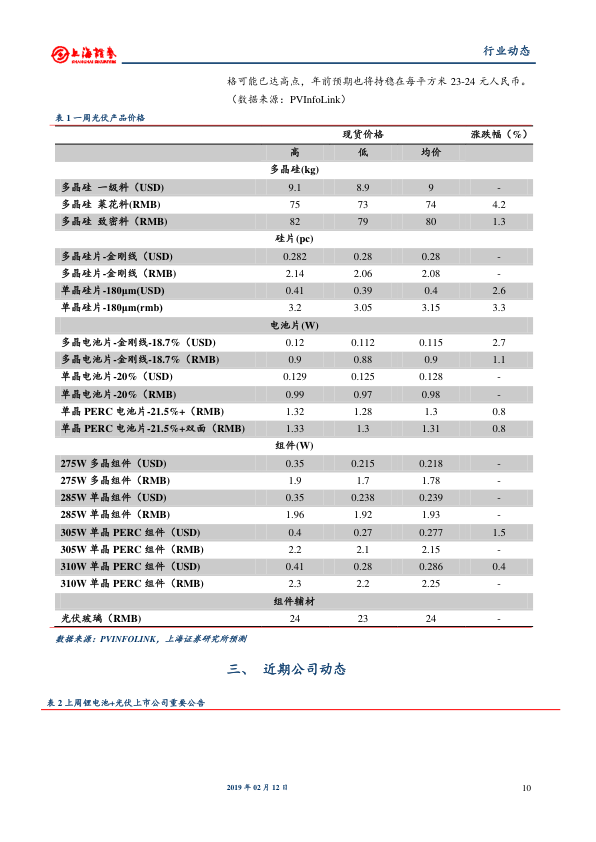 上海证券
行业动态
格可能已达高点，年前预期也将持稳在每平方米 23-24 元人民币。
（数据来源：PVInfoLink）
表 1 一周光伏产品价格
现货价格 涨跌幅（%）
高 低 均价
多晶硅(kg)
多晶硅 一级料（USD） 9.1 8.9 9 -
多晶硅 菜花料(RMB) 75 73 74 4.2
多晶硅 致密料（RMB） 82 79 80 1.3
硅片(pc)
多晶硅片-金刚线（USD） 0.282 0.28 0.28 -
多晶硅片-金刚线（RMB） 2.14 2.06 2.08 -
单晶硅片-180μm(USD) 0.41 0.39 0.4 2.6
单晶硅片-180μm(rmb) 3.2 3.05 3.15 3.3
电池片(W)
多晶电池片-金刚线-18.7%（USD） 0.12 0.112 0.115 2.7
多晶电池片-金刚线-18.7%（RMB） 0.9 0.88 0.9 1.1
单晶电池片-20%（USD） 0.129 0.125 0.128 -
单晶电池片-20%（RMB） 0.99 0.97 0.98 -
单晶 PERC 电池片-21.5%+（RMB） 1.32 1.28 1.3 0.8
单晶 PERC 电池片-21.5%+双面（RMB） 1.33 1.3 1.31 0.8
组件(W)
275W 多晶组件（USD） 0.35 0.215 0.218 -
275W 多晶组件（RMB） 1.9 1.7 1.78 -
285W 单晶组件（USD） 0.35 0.238 0.239 -
285W 单晶组件（RMB） 1.96 1.92 1.93 -
305W 单晶 PERC 组件（USD） 0.4 0.27 0.277 1.5
305W 单晶 PERC 组件（RMB） 2.2 2.1 2.15 -
310W 单晶 PERC 组件（USD） 0.41 0.28 0.286 0.4
310W 单晶 PERC 组件（RMB） 2.3 2.2 2.25 -
组件辅材
光伏玻璃（RMB） 24 23 24 -
数据来源：PVINFOLINK，上海证券研究所预测
三、 近期公司动态
表 2 上周锂电池+光伏上市公司重要公告
2019 年 02 月 12 日
10